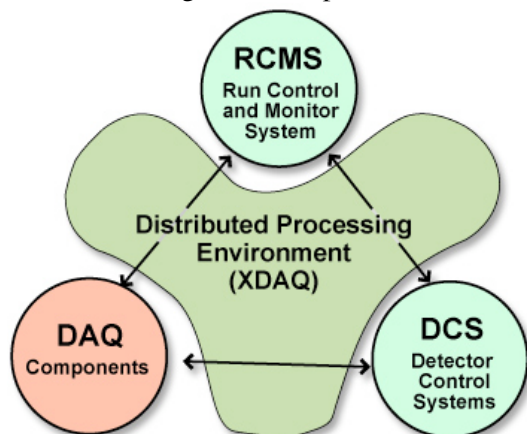 RCMS
Run Control
and Monitor
System
Distributed Processing
Environment
(XDAQ)
DAQ
Components
DCS
Detector
Control
Systems